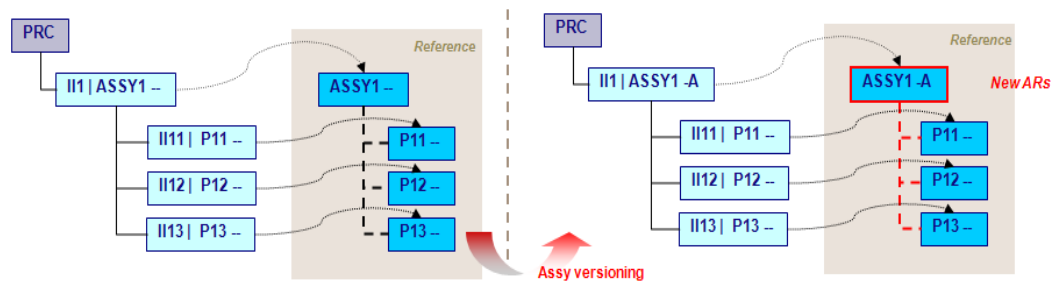 PRC
Reference
II1 | ASSY1 --
ASSY1 --
II11 | P11 --
P11 --
II12 | P12 --
P12 --
II13 | P13 --
P13 --
PRC
Reference
II1 | ASSY1 -A
ASSY1 -A
New ARs
II11 | P11 --
P11 --
II12 | P12 --
P12 --
II13 | P13 --
P13 --
Assy versioning